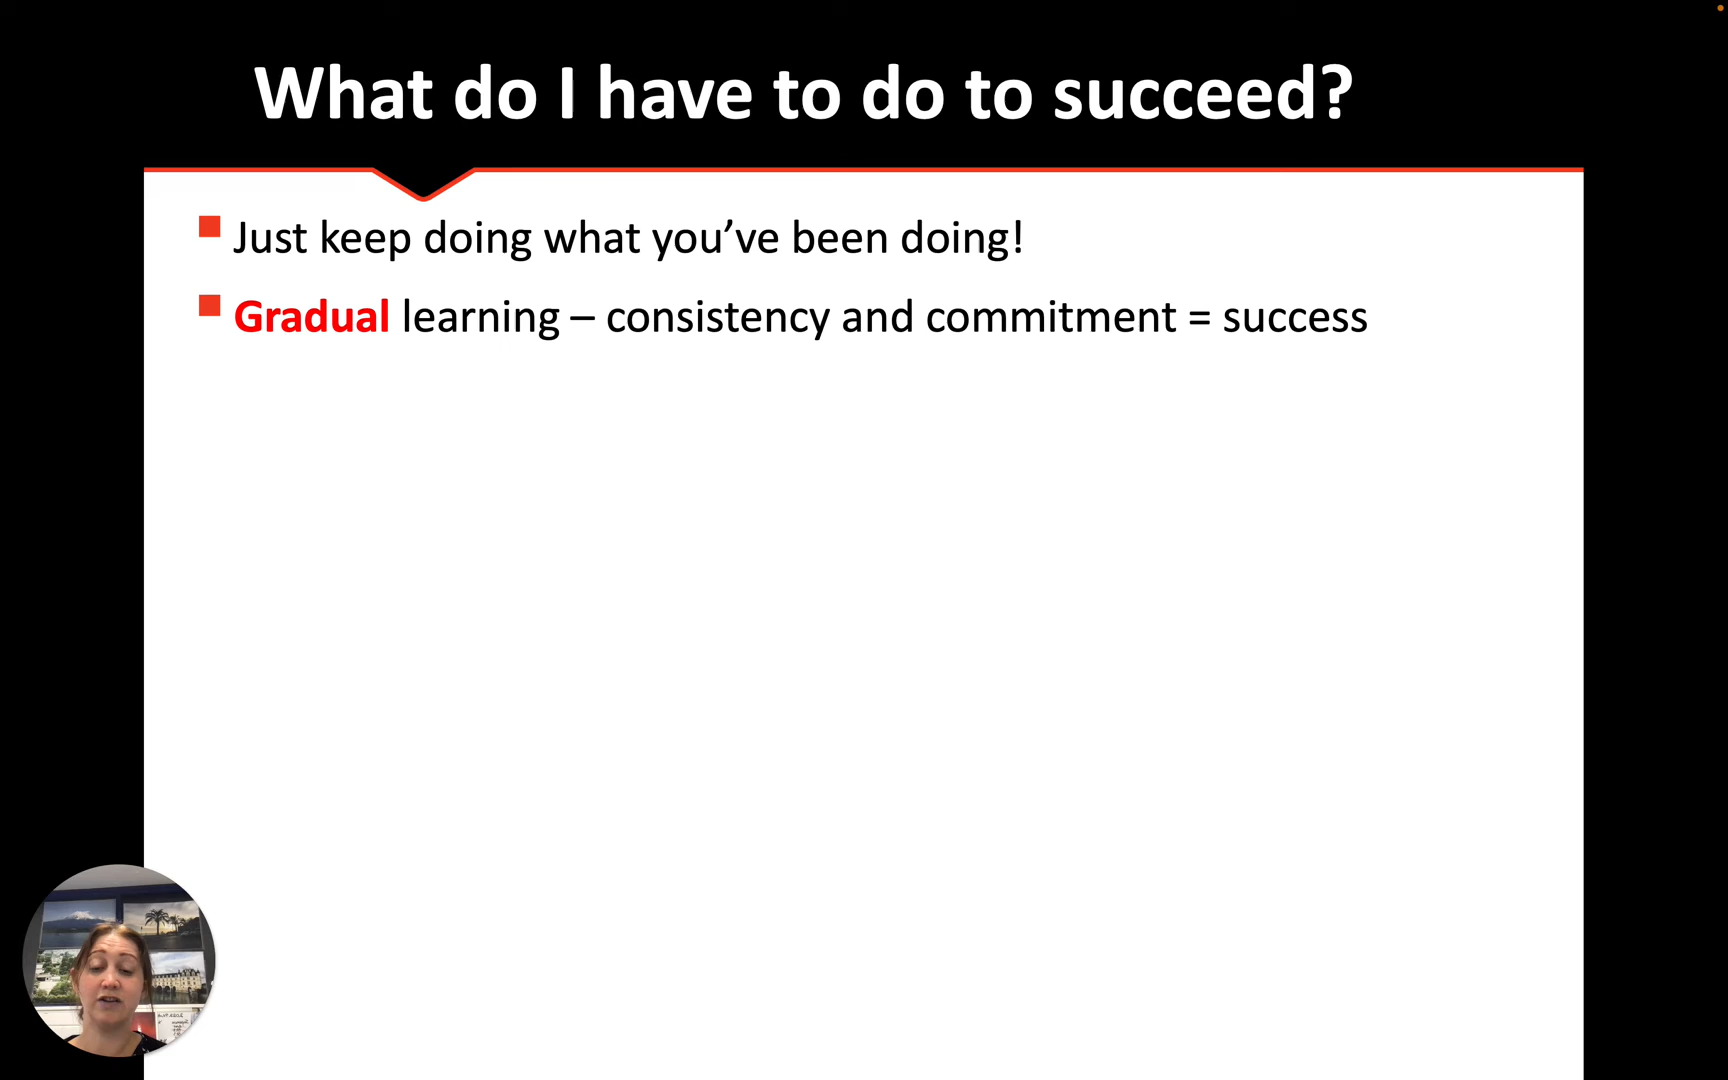 What do I have to do to succeed?
Just keep doing what you’ve been doing!
Gradual learning – consistency and commitment = success